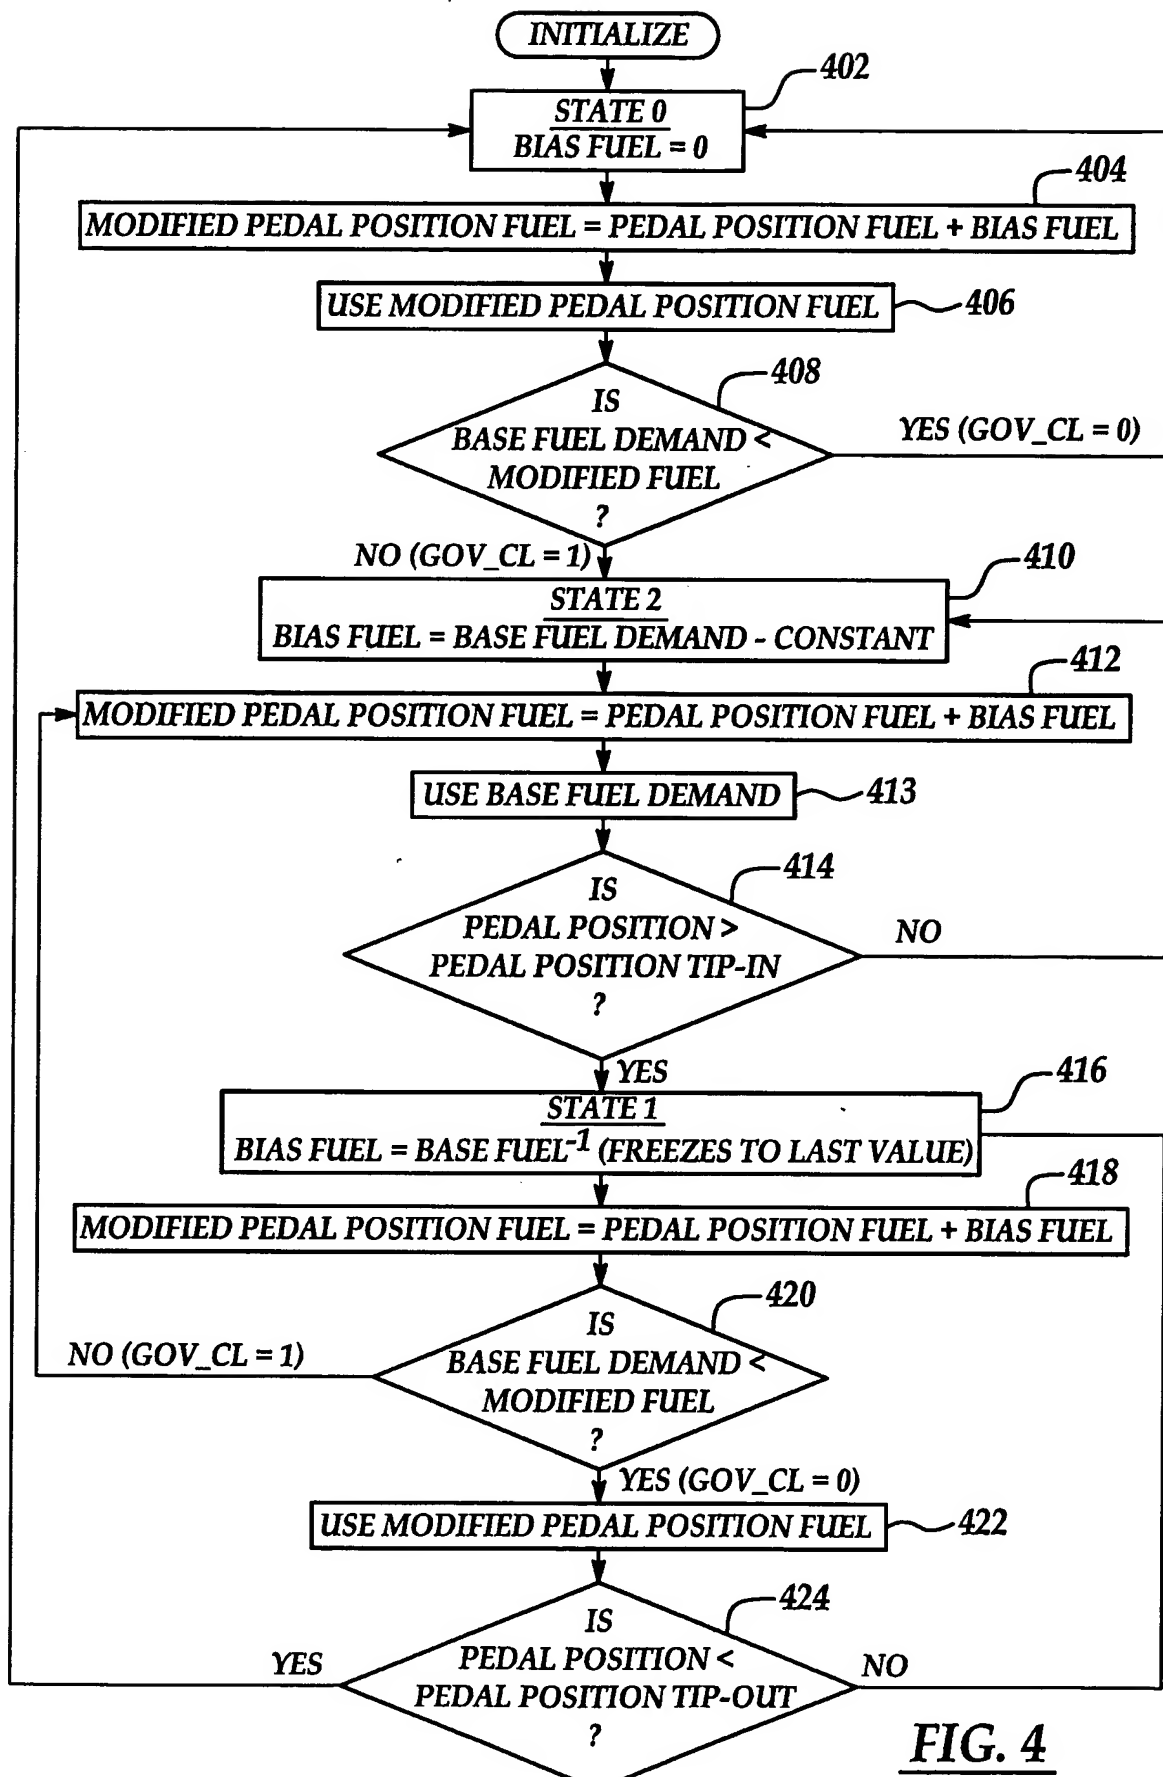 INITIALIZE
402
STATE 0
BIAS FUEL = 0
404
MODIFIED PEDAL POSITION FUEL = PEDAL POSITION FUEL + BIAS FUEL
USE MODIFIED PEDAL POSITION FUEL
406
408
IS
BASE FUEL DEMAND <
MODIFIED FUEL
?
YES (GOV_CL = 0)
NO (GOV_CL = 1)
410
STATE 2
BIAS FUEL = BASE FUEL DEMAND - CONSTANT
412
MODIFIED PEDAL POSITION FUEL = PEDAL POSITION FUEL + BIAS FUEL
USE BASE FUEL DEMAND
413
414
IS
PEDAL POSITION >
PEDAL POSITION TIP-IN
?
NO
YES
416
STATE 1
BIAS FUEL = BASE FUEL⁻¹ (FREEZES TO LAST VALUE)
418
MODIFIED PEDAL POSITION FUEL = PEDAL POSITION FUEL + BIAS FUEL
420
IS
BASE FUEL DEMAND <
MODIFIED FUEL
?
NO (GOV_CL = 1)
YES (GOV_CL = 0)
USE MODIFIED PEDAL POSITION FUEL
422
424
IS
PEDAL POSITION <
PEDAL POSITION TIP-OUT
?
YES
NO
FIG. 4